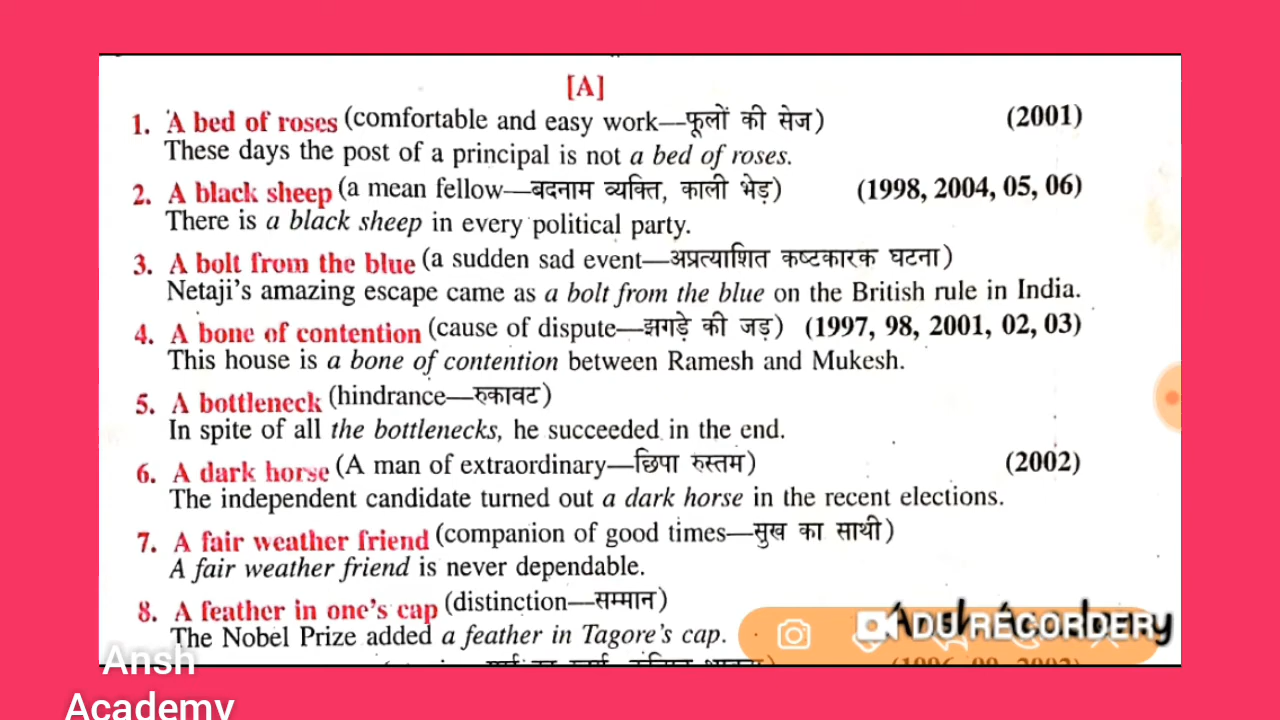 [A]
1. A bed of roses (comfortable and easy work—फूलों की सेज) (2001)
These days the post of a principal is not a bed of roses.
2. A black sheep (a mean fellow—बदनाम व्यक्ति, काली भेड़) (1998, 2004, 05, 06)
There is a black sheep in every political party.
3. A bolt from the blue (a sudden sad event—अप्रत्याशित कष्टकारक घटना)
Netaji's amazing escape came as a bolt from the blue on the British rule in India.
4. A bone of contention (cause of dispute—झगड़े की जड़) (1997, 98, 2001, 02, 03)
This house is a bone of contention between Ramesh and Mukesh.
5. A bottleneck (hindrance—रुकावट)
In spite of all the bottlenecks, he succeeded in the end.
6. A dark horse (A man of extraordinary—छिपा रुस्तम) (2002)
The independent candidate turned out a dark horse in the recent elections.
7. A fair weather friend (companion of good times—सुख का साथी)
A fair weather friend is never dependable.
8. A feather in one's cap (distinction—सम्मान)
The Nobel Prize added a feather in Tagore's cap.
Ansh Academy
DU RECORDER
Ansh
Academy